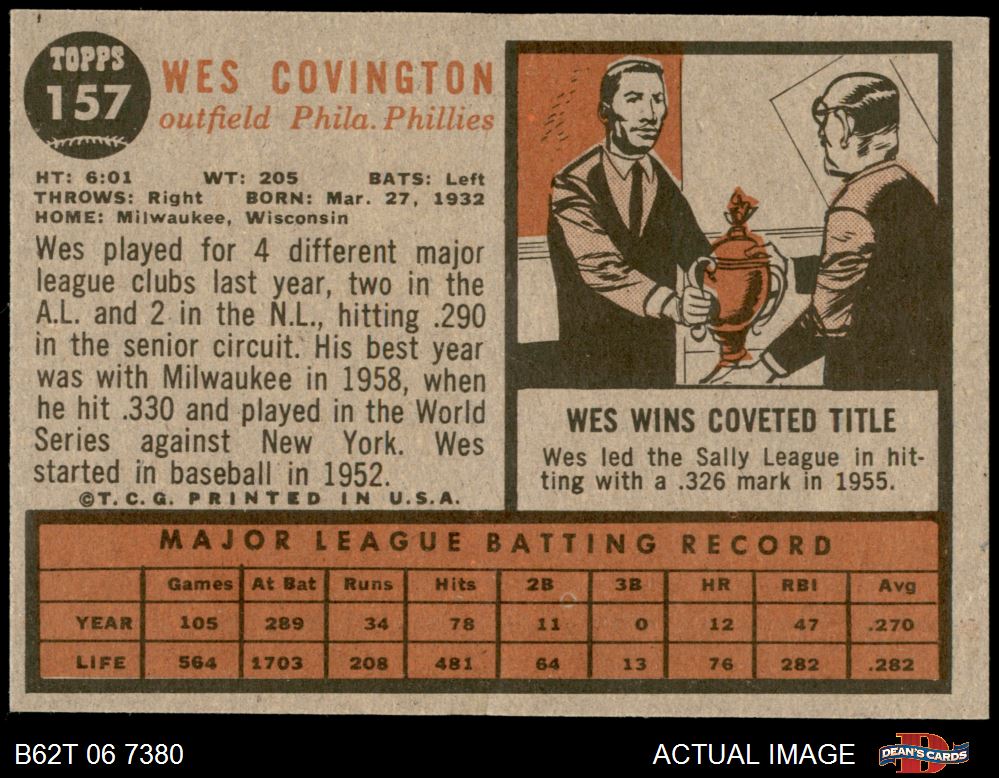 TOPPS
157
WES COVINGTON
outfield Phila. Phillies
HT: 6:01 WT: 205 BATS: Left
THROWS: Right BORN: Mar. 27, 1932
HOME: Milwaukee, Wisconsin
Wes played for 4 different major
league clubs last year, two in the
A.L. and 2 in the N.L., hitting .290
in the senior circuit. His best year
was with Milwaukee in 1958, when
he hit .330 and played in the World
Series against New York. Wes
started in baseball in 1952.
©T.C.G. PRINTED IN U.S.A.
WES WINS COVETED TITLE
Wes led the Sally League in hit-
ting with a .326 mark in 1955.
MAJOR LEAGUE BATTING RECORD
Games At Bat Runs Hits 2B 3B HR RBI Avg
YEAR 105 289 34 78 11 0 12 47 .270
LIFE 564 1703 208 481 64 13 76 282 .282
B62T 06 7380
ACTUAL IMAGE
D
DEAN'S CARDS